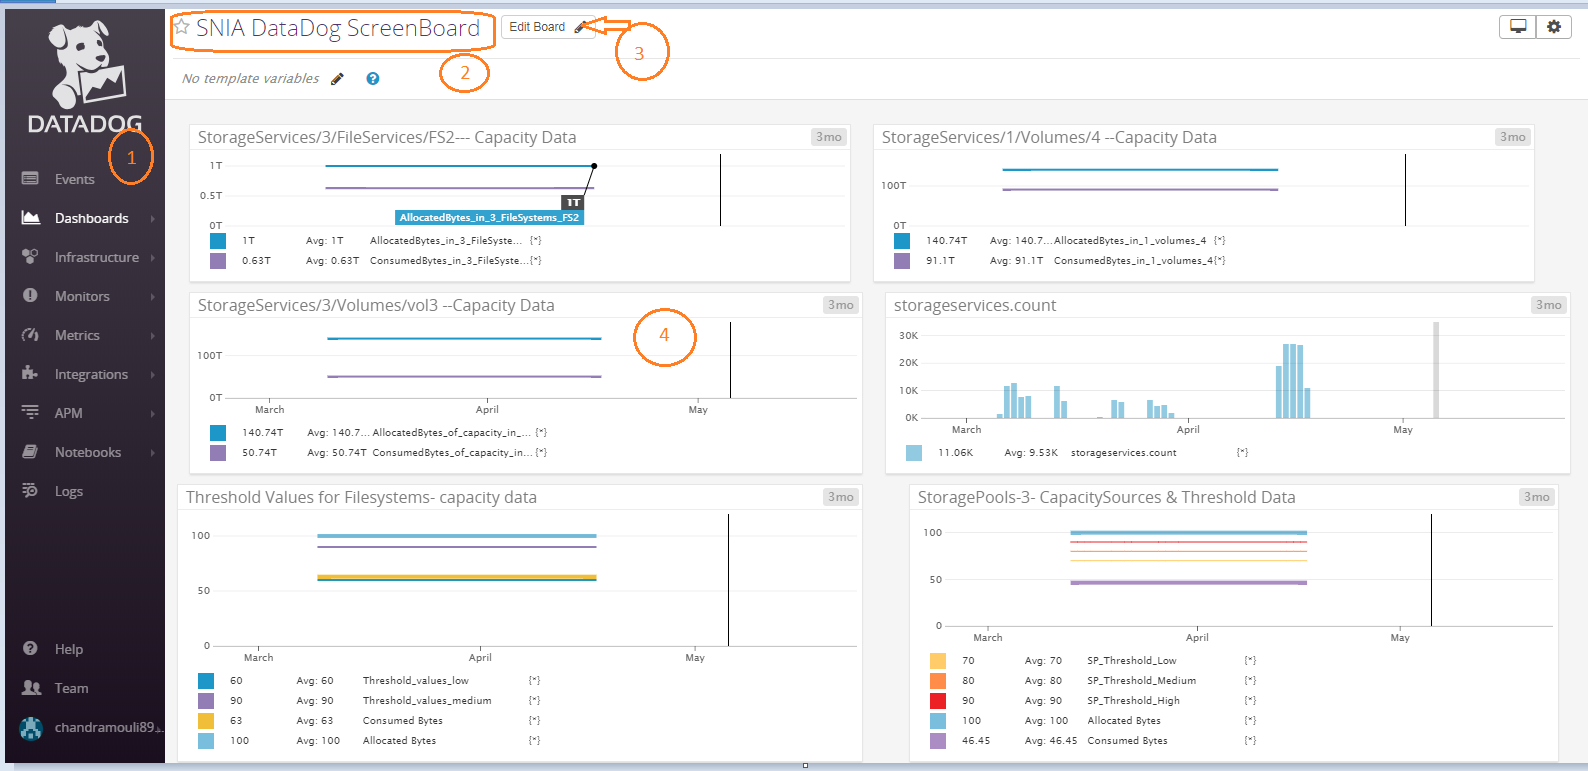 SNIA DataDog ScreenBoard
Edit Board
3
2
No template variables
?
DATADOG
1
Events
Dashboards
Infrastructure
Monitors
Metrics
Integrations
APM
Notebooks
Logs
Help
Team
chandramouli89...
StorageServices/3/FileServices/FS2--- Capacity Data
3mo
1T
0.5T
0T
1T
AllocatedBytes_in_3_FileSystems_FS2
1T Avg: 1T AllocatedBytes_in_3_FileSyste... {*}
0.63T Avg: 0.63T ConsumedBytes_in_3_FileSyste...{*}
StorageServices/1/Volumes/4 --Capacity Data
3mo
100T
0T
140.74T Avg: 140.7... AllocatedBytes_in_1_volumes_4 {*}
91.1T Avg: 91.1T ConsumedBytes_in_1_volumes_4{*}
StorageServices/3/Volumes/vol3 --Capacity Data
3mo
4
100T
0T
March April May
140.74T Avg: 140.7... AllocatedBytes_of_capacity_in_... {*}
50.74T Avg: 50.74T ConsumedBytes_of_capacity_in... {*}
storageservices.count
3mo
30K
20K
10K
0K
March April May
11.06K Avg: 9.53K storageservices.count {*}
Threshold Values for Filesystems- capacity data
3mo
100
50
0
March April May
60 Avg: 60 Threshold_values_low {*}
90 Avg: 90 Threshold_values_medium {*}
63 Avg: 63 Consumed Bytes {*}
100 Avg: 100 Allocated Bytes {*}
StoragePools-3- CapacitySources & Threshold Data
3mo
100
50
0
March April May
70 Avg: 70 SP_Threshold_Low {*}
80 Avg: 80 SP_Threshold_Medium {*}
90 Avg: 90 SP_Threshold_High {*}
100 Avg: 100 Allocated Bytes {*}
46.45 Avg: 46.45 Consumed Bytes {*}